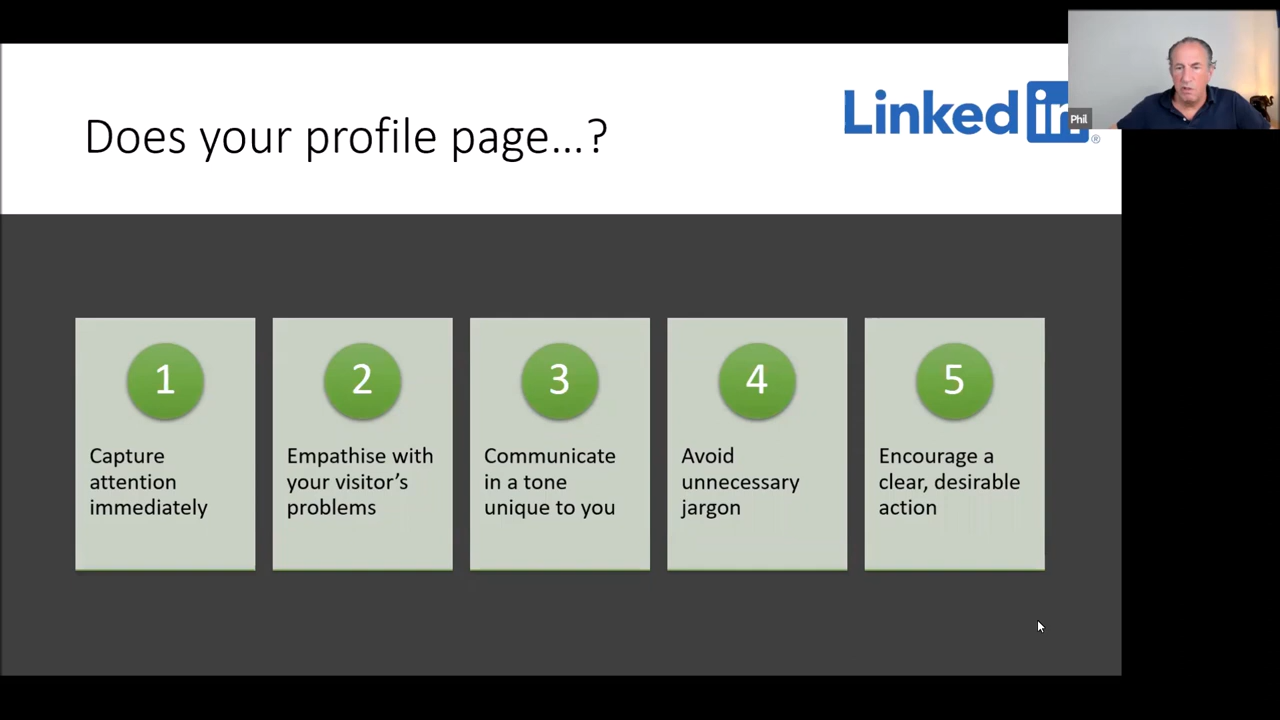 Does your profile page…?
Linkedin
®
Phil
1
Capture
attention
immediately
2
Empathise with
your visitor’s
problems
3
Communicate
in a tone
unique to you
4
Avoid
unnecessary
jargon
5
Encourage a
clear, desirable
action